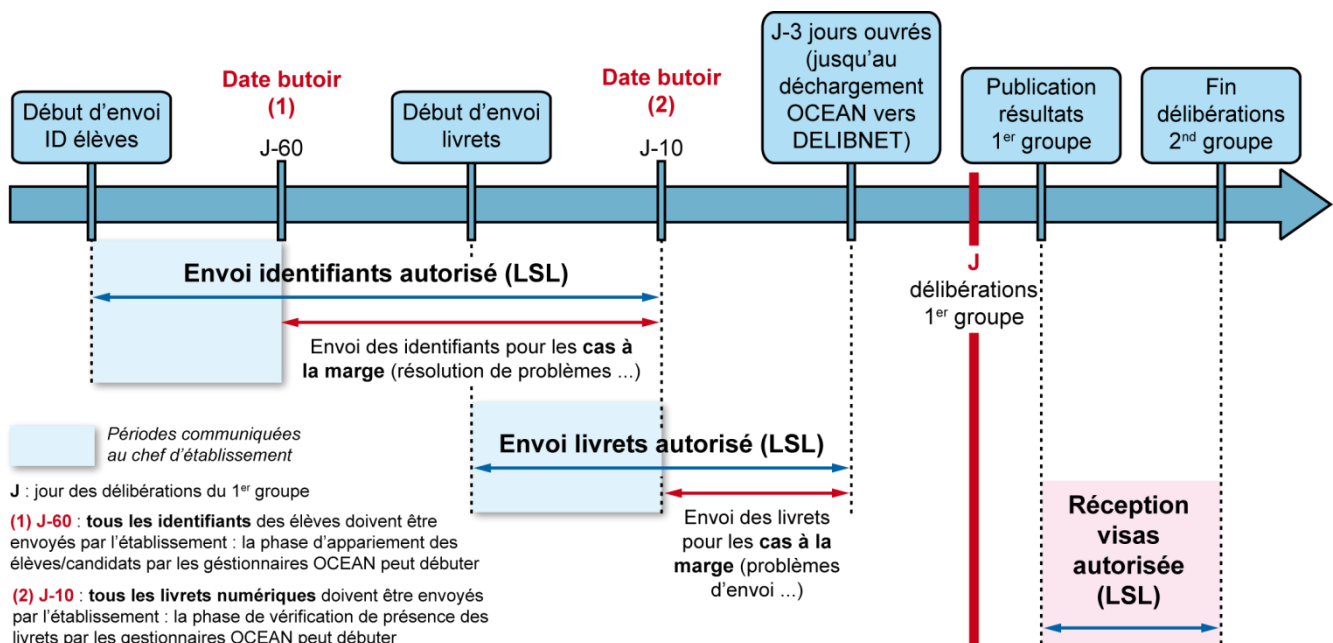 Début d'envoi
ID élèves
Date butoir
(1)
J-60
Début d'envoi
livrets
Date butoir
(2)
J-10
J-3 jours ouvrés
(jusqu'au
déchargement
OCEAN vers
DELIBNET)
Publication
résultats
1er groupe
Fin
délibérations
2nd groupe
Envoi identifiants autorisé (LSL)
Envoi des identifiants pour les cas à
la marge (résolution de problèmes ...)
J
délibérations
1er groupe
Envoi livrets autorisé (LSL)
Envoi des livrets
pour les cas à la
marge (problèmes
d'envoi ...)
Réception
visas
autorisée
(LSL)
Périodes communiquées
au chef d'établissement
J : jour des délibérations du 1er groupe
(1) J-60 : tous les identifiants des élèves doivent être
envoyés par l'établissement : la phase d'appariement des
élèves/candidats par les géstionnaires OCEAN peut débuter
(2) J-10 : tous les livrets numériques doivent être envoyés
par l'établissement : la phase de vérification de présence des
livrets par les gestionnaires OCEAN peut débuter